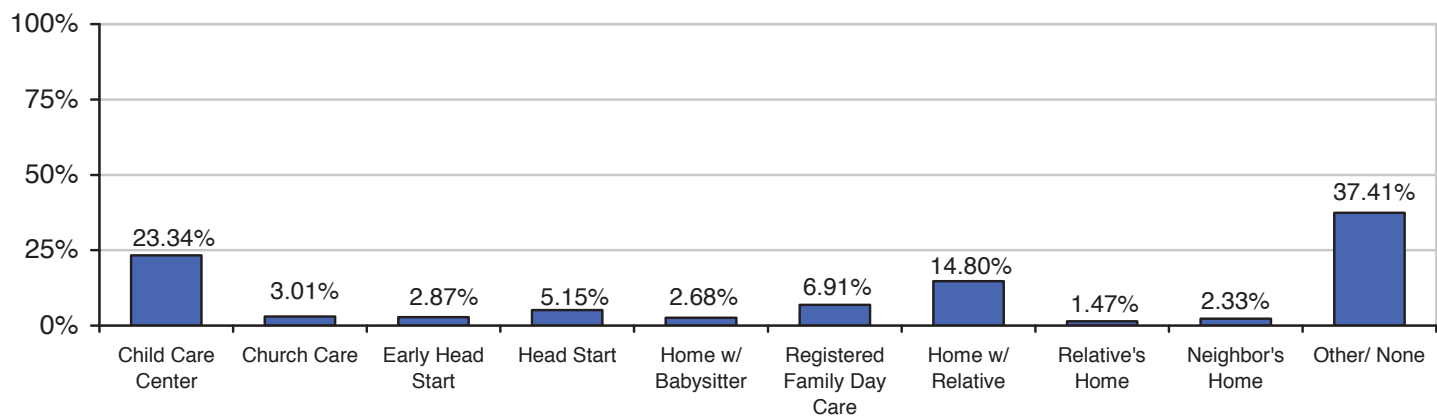 100%
75%
50%
25%
0%
23.34%
3.01%
2.87%
5.15%
2.68%
6.91%
14.80%
1.47%
2.33%
37.41%
Child Care
Center
Church Care
Early Head
Start
Head Start
Home w/
Babysitter
Registered
Family Day
Care
Home w/
Relative
Relative's
Home
Neighbor's
Home
Other/ None